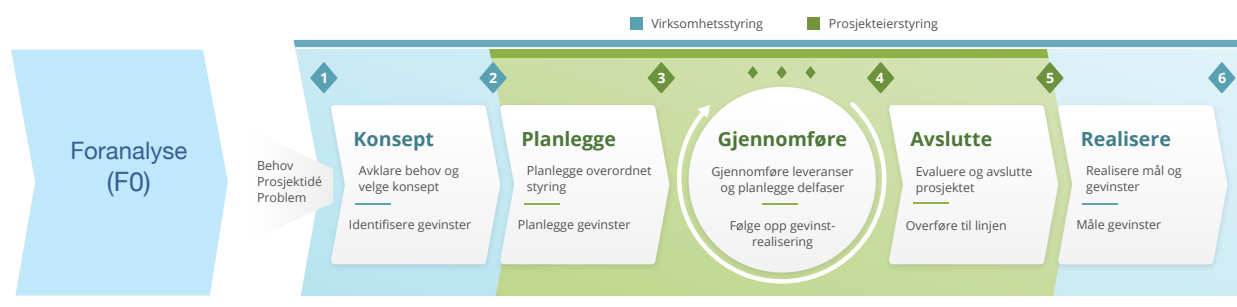 Virksomhetsstyring
Prosjekteierstyring
1
2
3
4
5
6
Foranalyse
(F0)
Behov
Prosjektidé
Problem
Konsept
Avklare behov og
velge konsept
Identifisere gevinster
Planlegge
Planlegge overordnet
styring
Planlegge gevinster
Gjennomføre
Gjennomføre leveranser
og planlegge delfaser
Følge opp gevinst-
realisering
Avslutte
Evaluere og avslutte
prosjektet
Overføre til linjen
Realisere
Realisere mål og
gevinster
Måle gevinster